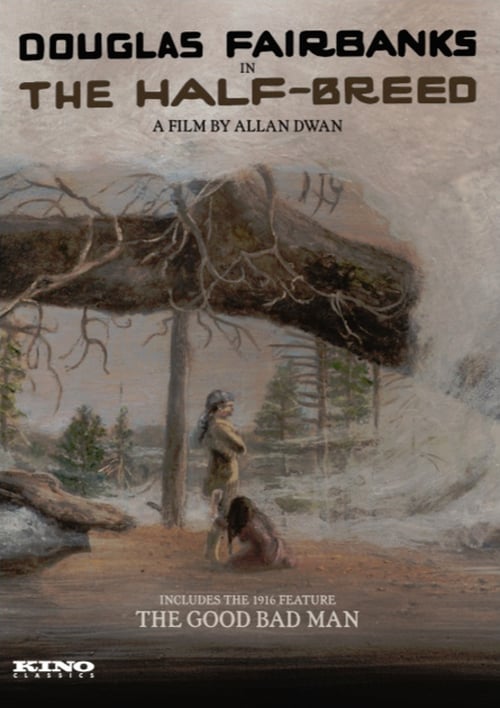 DOUGLAS FAIRBANKS
IN
THE HALF-BREED
A FILM BY ALLAN DWAN
INCLUDES THE 1916 FEATURE
THE GOOD BAD MAN
KINO
CLASSICS